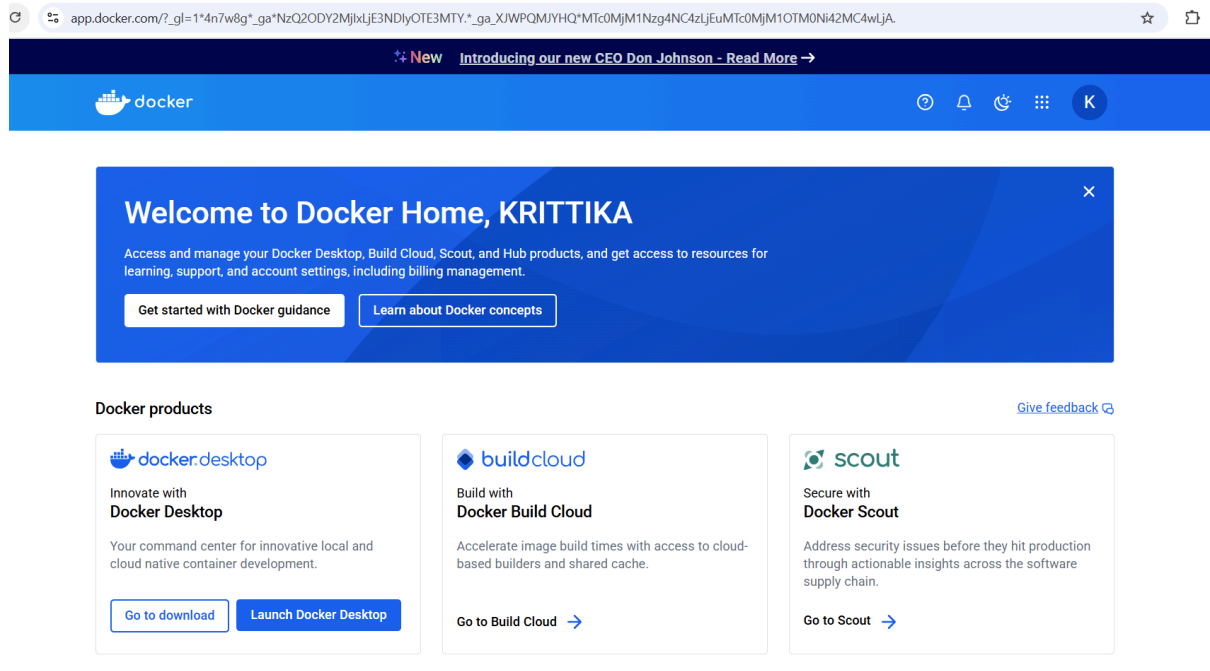 app.docker.com/?_gl=1*4n7w8g*_ga*NzQ2ODY2MjIxLjE3NDIyOTE3MTY.*_ga_XJWPQMJYHQ*MTc0MjM1Nzg4NC4zLjEuMTc0MjM1OTM0Ni42MC4wLjA.
New Introducing our new CEO Don Johnson - Read More →
docker
K
Welcome to Docker Home, KRITTIKA
Access and manage your Docker Desktop, Build Cloud, Scout, and Hub products, and get access to resources for
learning, support, and account settings, including billing management.
Get started with Docker guidance Learn about Docker concepts
Docker products Give feedback
docker.desktop
Innovate with
Docker Desktop
Your command center for innovative local and
cloud native container development.
Go to download Launch Docker Desktop
buildcloud
Build with
Docker Build Cloud
Accelerate image build times with access to cloud-
based builders and shared cache.
Go to Build Cloud →
scout
Secure with
Docker Scout
Address security issues before they hit production
through actionable insights across the software
supply chain.
Go to Scout →